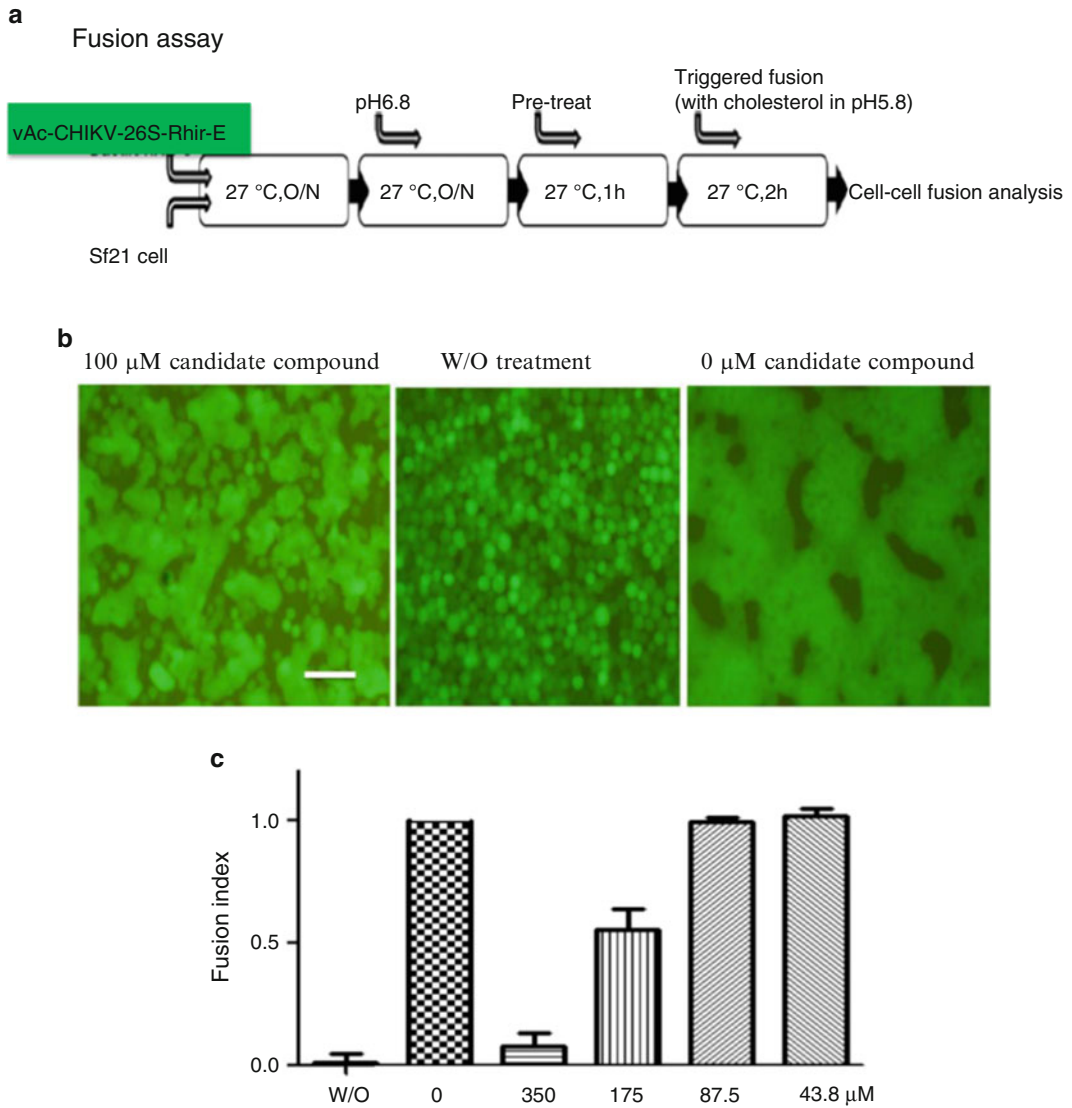 a
Fusion assay
Triggered fusion
pH6.8 Pre-treat (with cholesterol in pH5.8)
vAc-CHIKV-26S-Rhir-E
27 °C,O/N 27 °C,O/N 27 °C,1h 27 °C,2h Cell-cell fusion analysis
Sf21 cell
b
100 µM candidate compound W/O treatment 0 µM candidate compound
c
Fusion index
1.0
0.5
0.0
W/O 0 350 175 87.5 43.8 µM